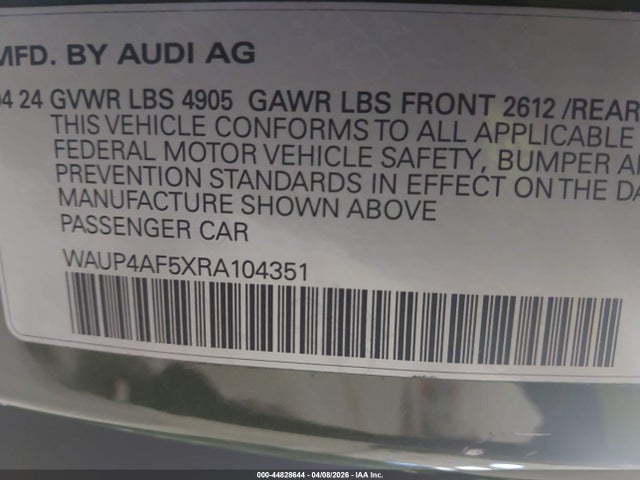 MFD. BY AUDI AG
04 24 GVWR LBS 4905 GAWR LBS FRONT 2612 /REAR
THIS VEHICLE CONFORMS TO ALL APPLICABLE
FEDERAL MOTOR VEHICLE SAFETY, BUMPER AN
PREVENTION STANDARDS IN EFFECT ON THE DA
MANUFACTURE SHOWN ABOVE
PASSENGER CAR
WAUP4AF5XRA104351
000-44828644 | 04/08/2026 - IAA Inc.